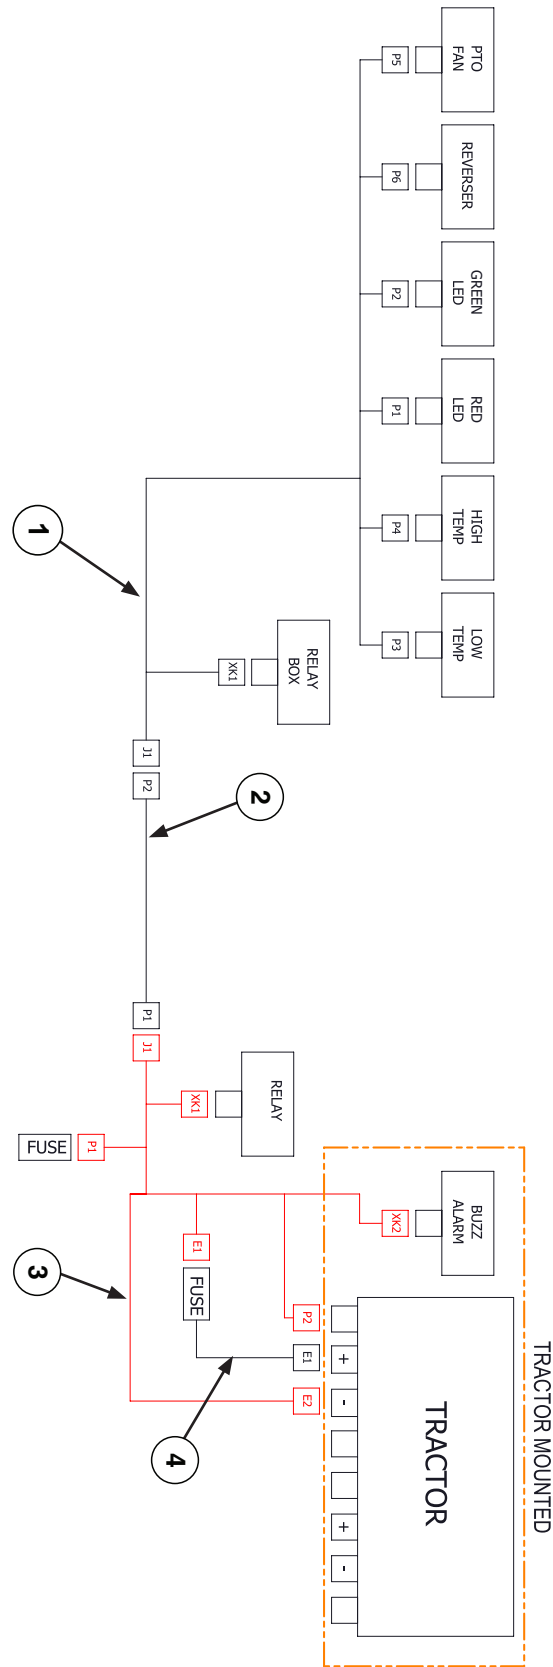 PTO
FAN
P5
REVERSER
P6
GREEN
LED
P2
RED
LED
P1
HIGH
TEMP
P4
LOW
TEMP
P3
1
RELAY
BOX
XK1
J1
P2
2
P1
J1
RELAY
XK1
FUSE
P1
BUZZ
ALARM
XK2
E1
FUSE
3
P2
E1
E2
4
+
-
+
-
TRACTOR
TRACTOR MOUNTED